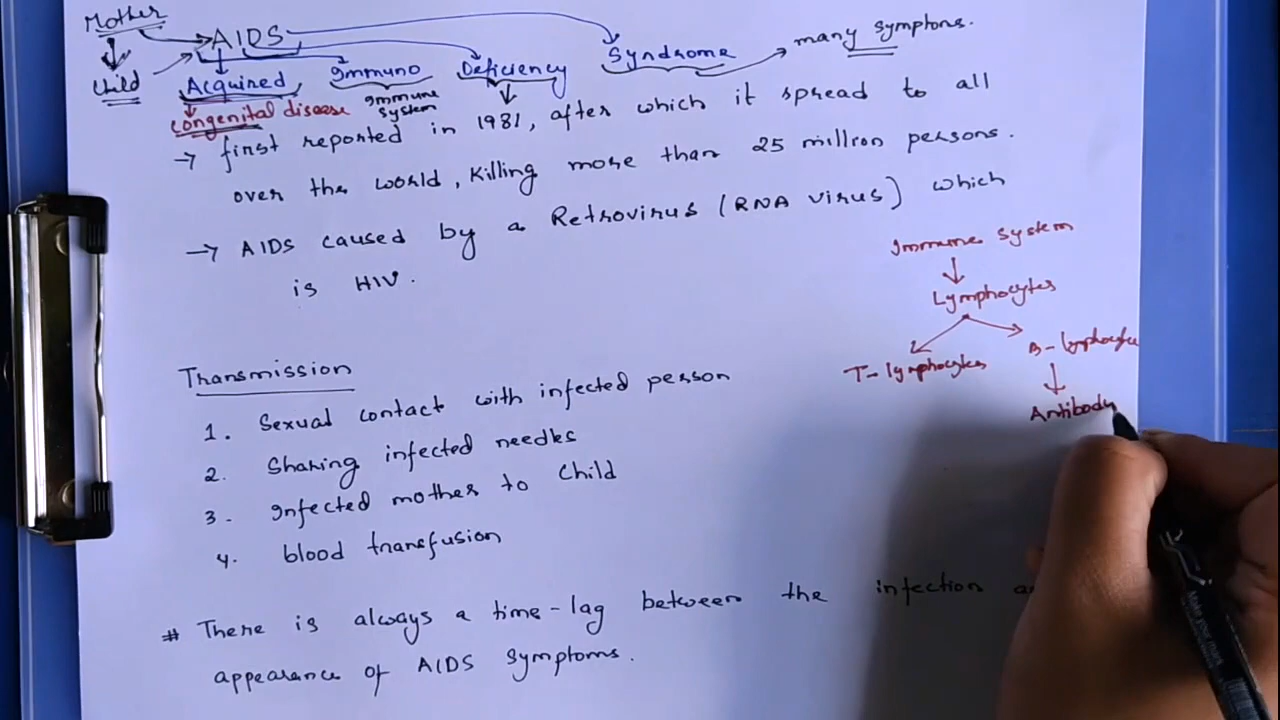 Mother
AIDS
Syndrome
many symptoms.
Child
Acquired
Immuno
Deficiency
congenital disease
Immune system
→ first reported in 1981, after which it spread to all
over the world, killing more than 25 million persons.
→ AIDS caused by a Retrovirus (RNA virus) which
is HIV.
Immune system
Lymphocytes
T-lymphocytes
B-lymphocyte
Antibody
Transmission
1. Sexual contact with infected person
2. Sharing infected needles
3. Infected mother to child
4. blood transfusion
# There is always a time-lag between the infection
appearance of AIDS symptoms.